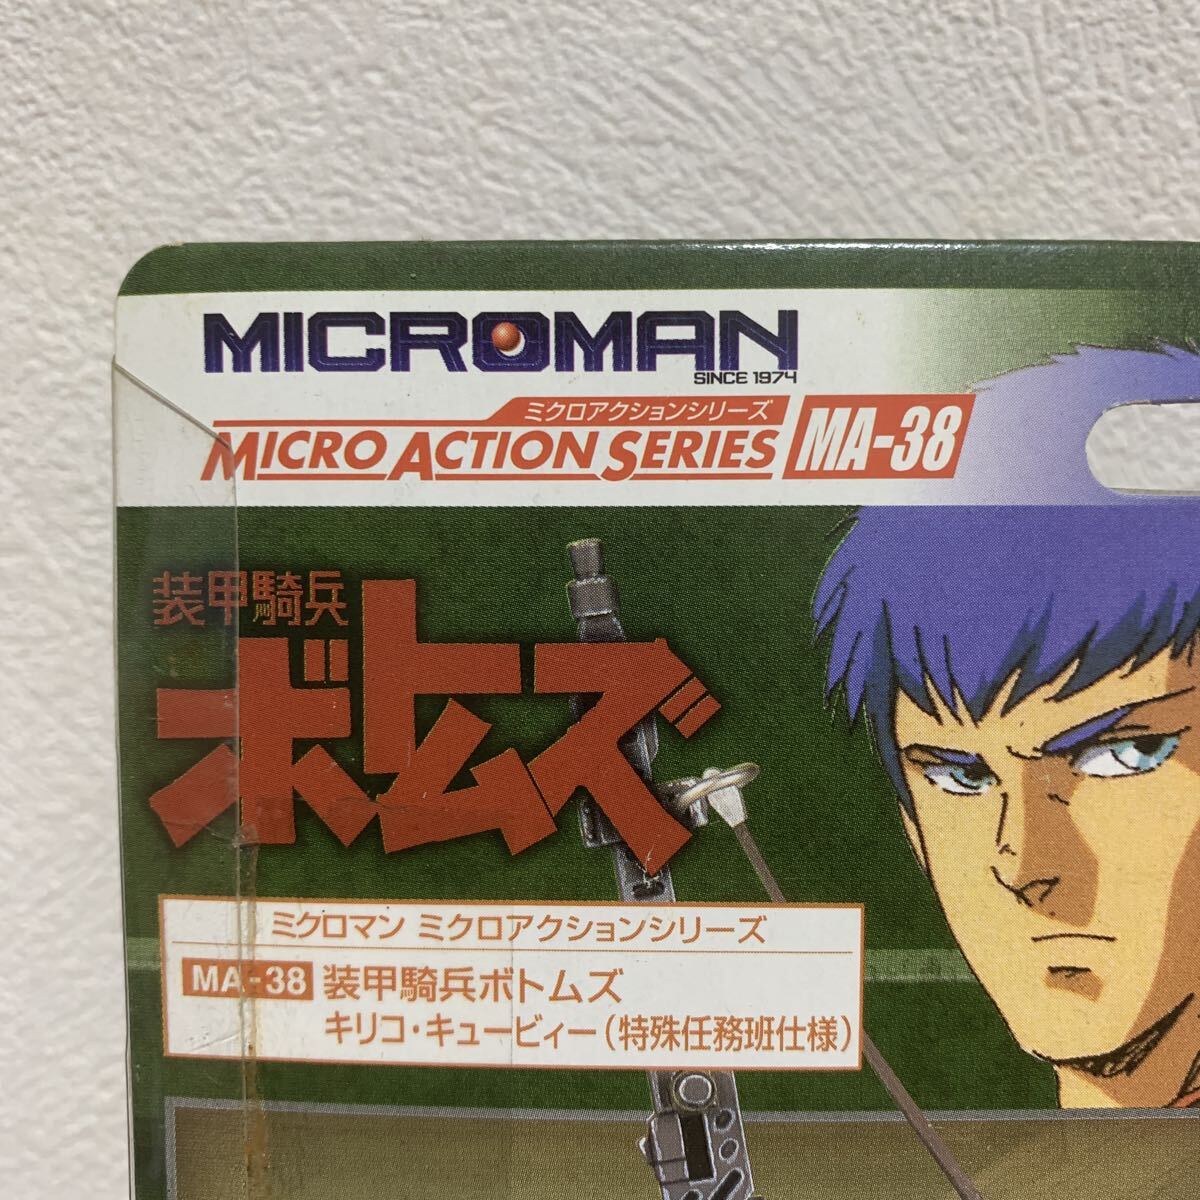 MICROMAN
SINCE 1974
ミクロアクションシリーズ
MICRO ACTION SERIES MA-38
装甲騎兵
ボトムズ
ミクロマン ミクロアクションシリーズ
MA-38 装甲騎兵ボトムズ
キリコ・キュービィー(特殊任務班仕様)